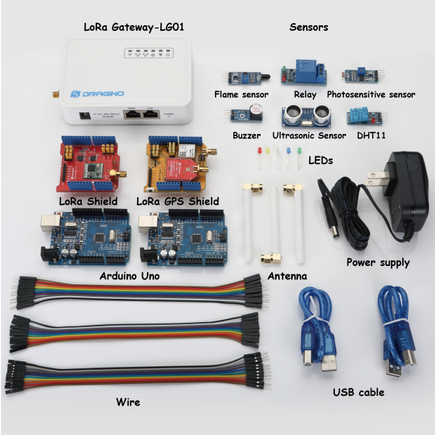 LoRa Gateway-LG01
Sensors
DRAGINO
Flame sensor
Relay
Photosensitive sensor
Buzzer
Ultrasonic Sensor
DHT11
LEDs
LoRa Shield
LoRa GPS Shield
Arduino Uno
Antenna
Power supply
Wire
USB cable